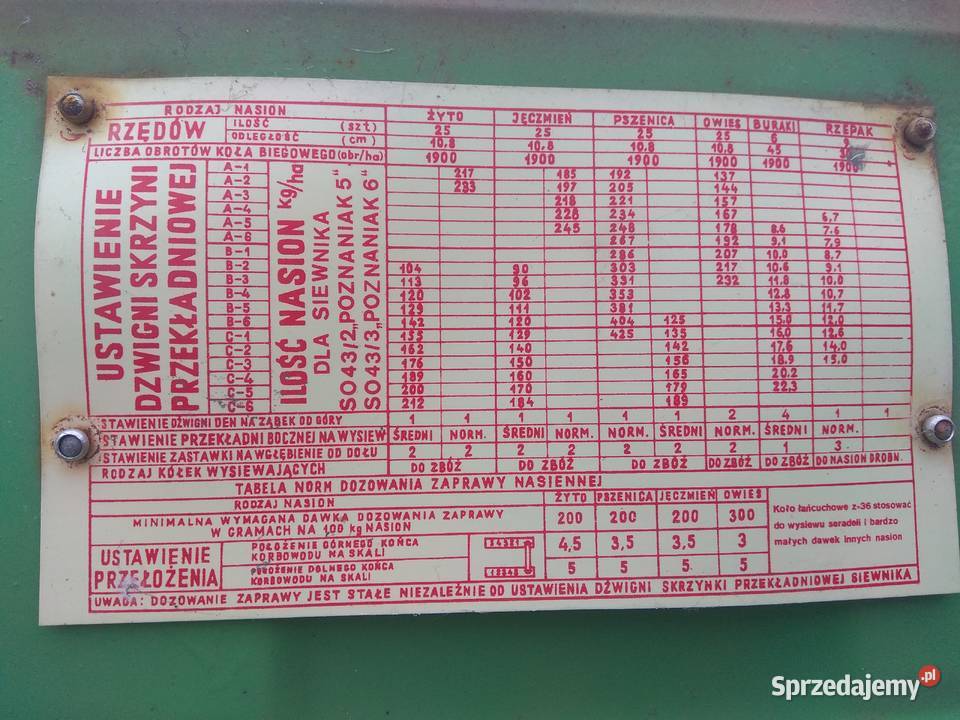 RODZAJ NASION ŻYTO JĘCZMIEŃ PSZENICA OWIES BURAKI RZEPAK
RZĘDÓW ILOŚĆ (szt) 25 25 25 25 6
ODLEGŁOŚĆ (cm) 10,8 10,8 10,8 10,8 45
LICZBA OBROTÓW KOŁA BIEGOWEGO (obr/ha) 1900 1900 1900 1900 1900 1900
USTAWIENIE DZWIGNI SKRZYNI PRZEKŁADNIOWEJ
ILOŚĆ NASION kg/ha
DLA SIEWNIKA
SO43/2 „POZNANIAK 5"
SO43/3 „POZNANIAK 6"
A-1 217 185 192 137
A-2 233 197 205 144
A-3 218 221 157
A-4 228 234 167 6,7
A-5 245 248 178 8.6 7.6
A-6 267 192 9.1 7.9
B-1 286 207 10.0 8.7
B-2 104 90 303 217 10.6 9.1
B-3 113 96 331 232 11.8 10.0
B-4 120 102 353 12.8 10.7
B-5 129 111 381 13.3 11.7
B-6 142 120 404 125 15.0 12.0
C-1 155 129 425 135 16.0 12.6
C-2 162 140 142 17.6 14.0
C-3 176 150 156 18.9 15.0
C-4 189 160 165 20.2
C-5 200 170 179 22,3
C-6 212 184 189
STAWIENIE DŹWIGNI DEN NA ZĄBEK OD GÓRY 1 1 1 1 1 1 2 4 1 1
STAWIENIE PRZEKŁADNI BOCZNEJ NA WYSIEW ŚREDNI NORM. ŚREDNI NORM. ŚREDNI NORM. NORM. ŚREDNI NORM.
STAWIENIE ZASTAWKI NA WGŁĘBIENIE OD DOŁU 2 2 2 2 2 2 2 1 3
RODZAJ KÓŁEK WYSIEWAJĄCYCH DO ZBÓŻ DO ZBÓŻ DO ZBÓŻ DO ZBÓŻ DO ZBÓŻ DO NASION DROBN.
TABELA NORM DOZOWANIA ZAPRAWY NASIENNEJ
RODZAJ NASION ŻYTO PSZENICA JĘCZMIEŃ OWIES
MINIMALNA WYMAGANA DAWKA DOZOWANIA ZAPRAWY
W GRAMACH NA 100 kg NASION 200 200 200 300
USTAWIENIE PRZEŁOŻENIA
POŁOŻENIE GÓRNEGO KOŃCA
KORBOWODU NA SKALI 4,5 3,5 3,5 3
POŁOŻENIE DOLNEGO KOŃCA
KORBOWODU NA SKALI 5 5 5 5
Koło łańcuchowe z-36 stosować
do wysiewu seradeli i bardzo
małych dawek innych nasion
UWAGA: DOZOWANIE ZAPRAWY JEST STAŁE NIEZALEŻNIE OD USTAWIENIA DŹWIGNI SKRZYNKI PRZEKŁADNIOWEJ SIEWNIKA
Sprzedajemy.pl